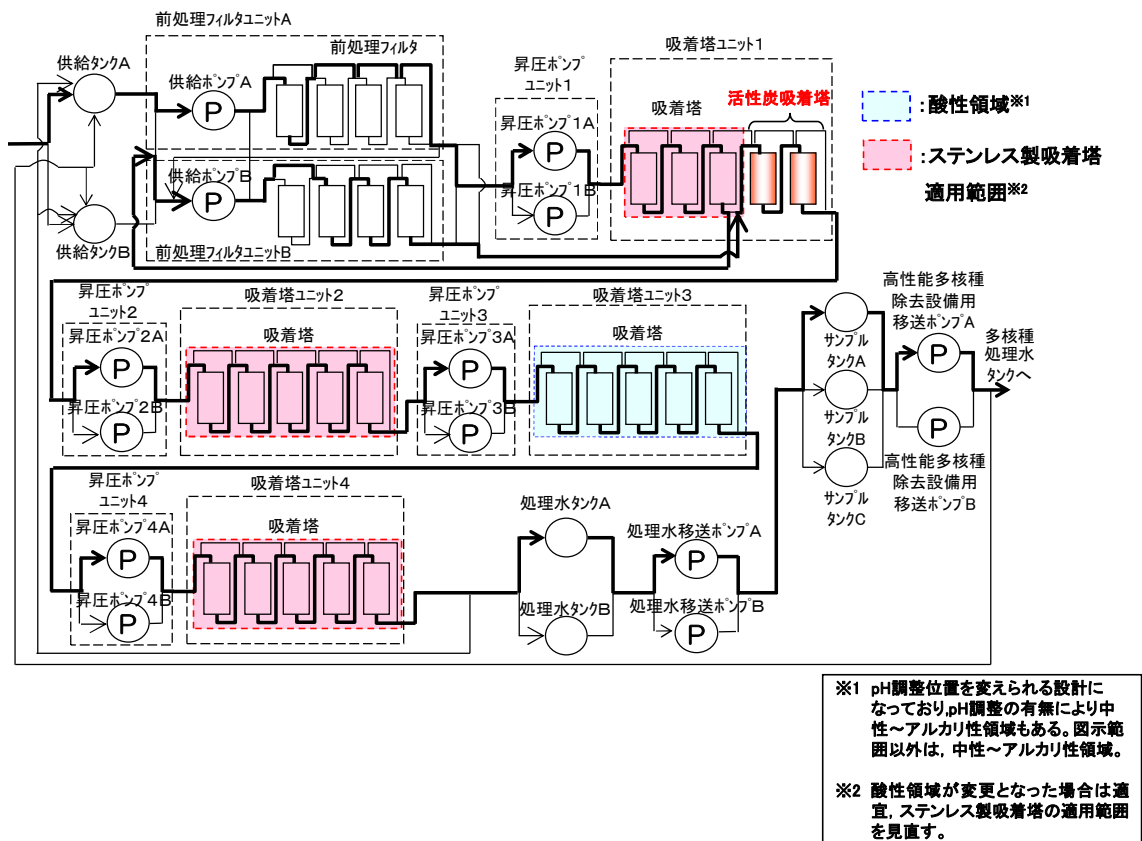 前処理フィルタユニットA
前処理フィルタ
供給タンクA
供給ポンプA
P
昇圧ポンプ
ユニット1
昇圧ポンプ1A
P
昇圧ポンプ1B
P
吸着塔ユニット1
吸着塔
活性炭吸着塔
:酸性領域※1
:ステンレス製吸着塔
適用範囲※2
供給ポンプB
P
供給タンクB
前処理フィルタユニットB
昇圧ポンプ
ユニット2
昇圧ポンプ2A
P
昇圧ポンプ2B
P
吸着塔ユニット2
吸着塔
昇圧ポンプ
ユニット3
昇圧ポンプ3A
P
昇圧ポンプ3B
P
吸着塔ユニット3
吸着塔
サンプル
タンクA
サンプル
タンクB
サンプル
タンクC
高性能多核種
除去設備用
移送ポンプA
P
P
高性能多核種
除去設備用
移送ポンプB
多核種
処理水
タンクへ
昇圧ポンプ
ユニット4
昇圧ポンプ4A
P
昇圧ポンプ4B
P
吸着塔ユニット4
吸着塔
処理水タンクA
処理水タンクB
処理水移送ポンプA
P
処理水移送ポンプB
P
※1 pH調整位置を変えられる設計に
なっており,pH調整の有無により中
性～アルカリ性領域もある。図示範
囲以外は,中性～アルカリ性領域。
※2 酸性領域が変更となった場合は適
宜,ステンレス製吸着塔の適用範囲
を見直す。